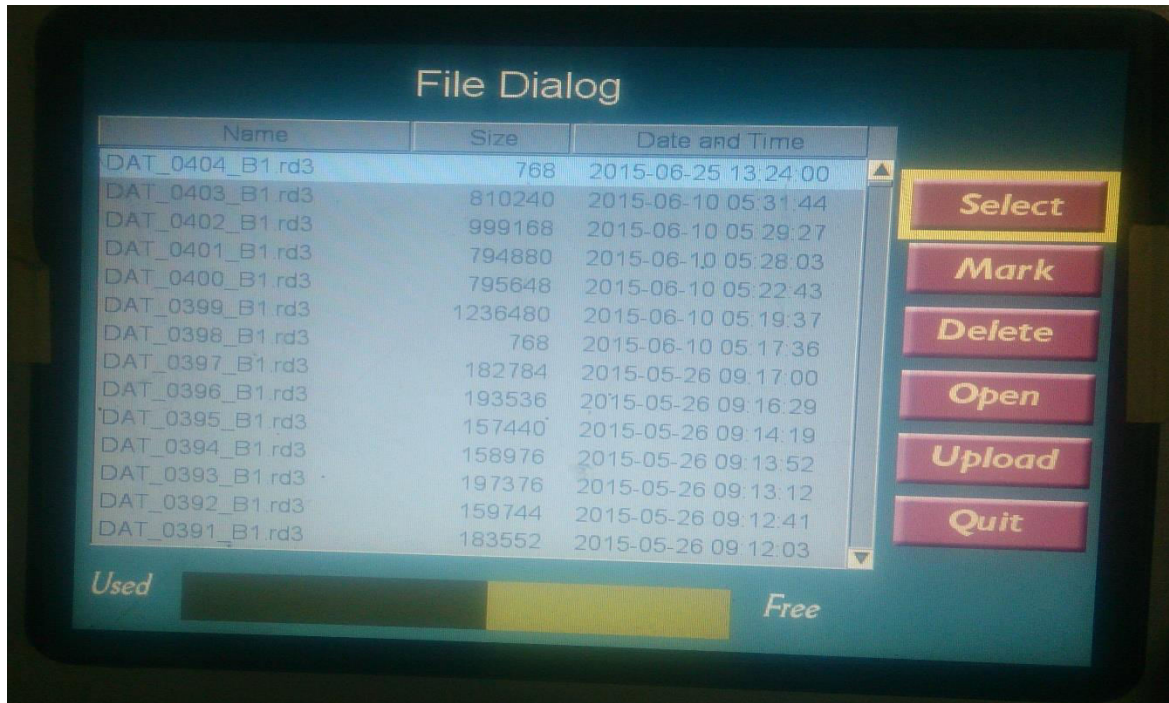 File Dialog
Name Size Date and Time
DAT_0404_B1.rd3 768 2015-06-25 13:24:00
DAT_0403_B1.rd3 810240 2015-06-10 05:31:44
DAT_0402_B1.rd3 999168 2015-06-10 05:29:27
DAT_0401_B1.rd3 794880 2015-06-10 05:28:03
DAT_0400_B1.rd3 795648 2015-06-10 05:22:43
DAT_0399_B1.rd3 1236480 2015-06-10 05:19:37
DAT_0398_B1.rd3 768 2015-06-10 05:17:36
DAT_0397_B1.rd3 182784 2015-05-26 09:17:00
DAT_0396_B1.rd3 193536 2015-05-26 09:16:29
DAT_0395_B1.rd3 157440 2015-05-26 09:14:19
DAT_0394_B1.rd3 158976 2015-05-26 09:13:52
DAT_0393_B1.rd3 197376 2015-05-26 09:13:12
DAT_0392_B1.rd3 159744 2015-05-26 09:12:41
DAT_0391_B1.rd3 183552 2015-05-26 09:12:03
Select
Mark
Delete
Open
Upload
Quit
Used Free